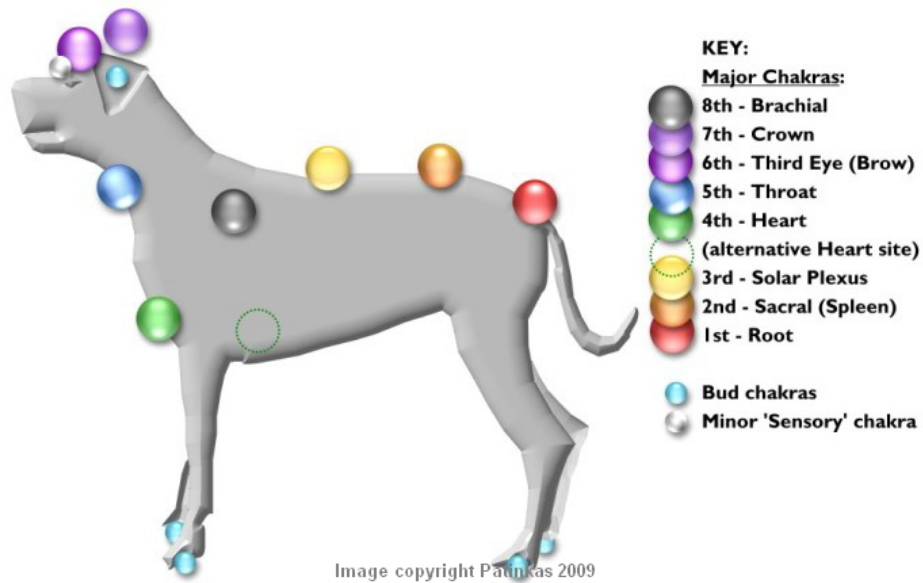 KEY:
Major Chakras:
8th - Brachial
7th - Crown
6th - Third Eye (Brow)
5th - Throat
4th - Heart
(alternative Heart site)
3rd - Solar Plexus
2nd - Sacral (Spleen)
1st - Root
Bud chakras
Minor 'Sensory' chakra
Image copyright Patinkas 2009